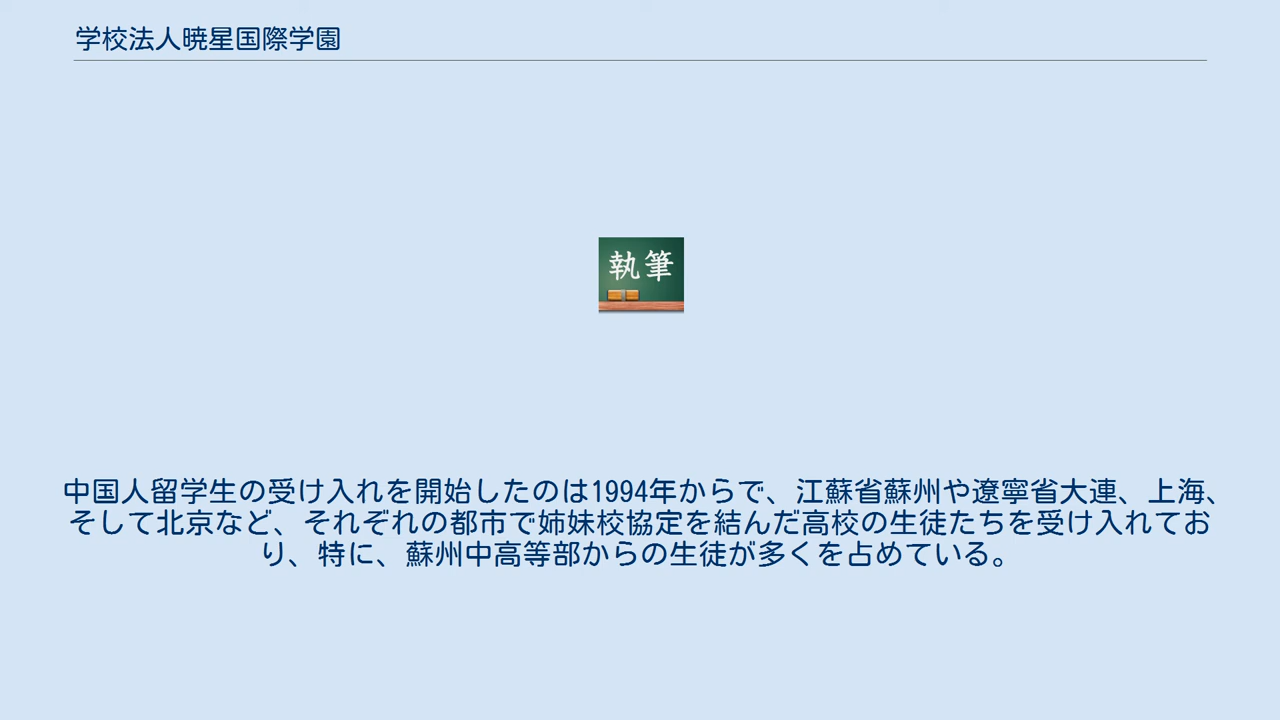 学校法人暁星国際学園
執筆
中国人留学生の受け入れを開始したのは1994年からで、江蘇省蘇州や遼寧省大連、上海、
そして北京など、それぞれの都市で姉妹校協定を結んだ高校の生徒たちを受け入れてお
り、特に、蘇州中高等部からの生徒が多くを占めている。